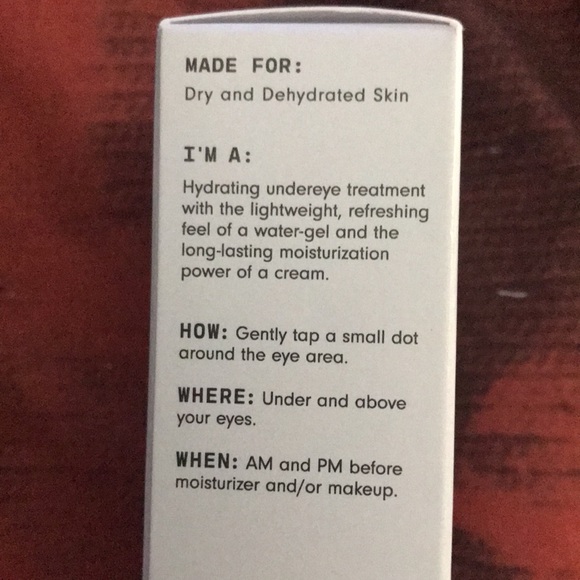 MADE FOR:
Dry and Dehydrated Skin
I'M A:
Hydrating undereye treatment
with the lightweight, refreshing
feel of a water-gel and the
long-lasting moisturization
power of a cream.
HOW: Gently tap a small dot
around the eye area.
WHERE: Under and above
your eyes.
WHEN: AM and PM before
moisturizer and/or makeup.